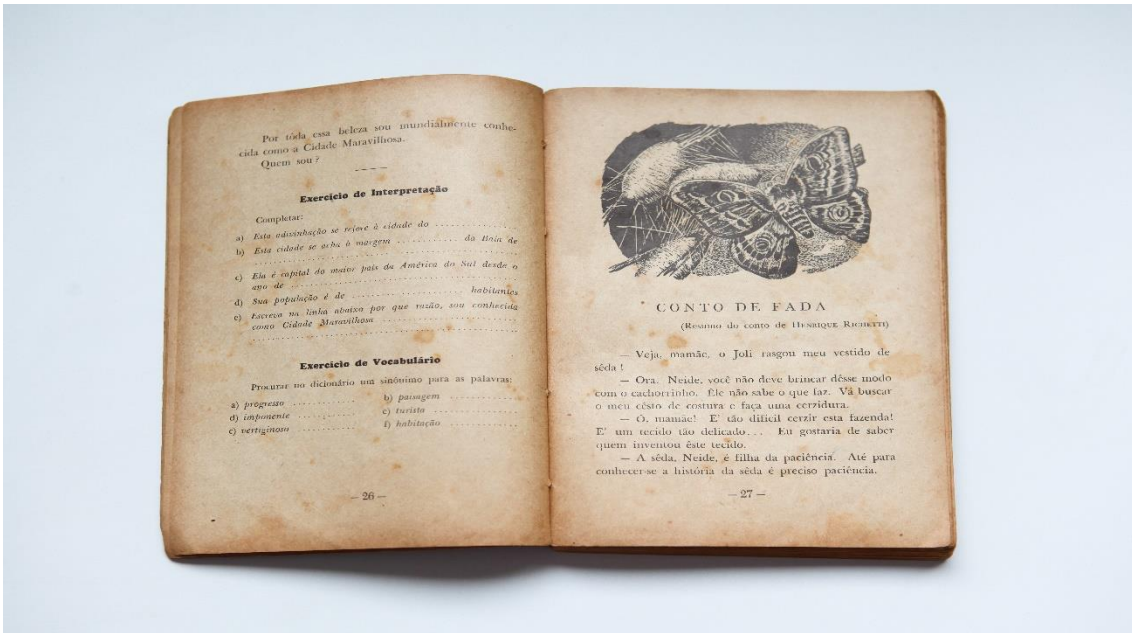 Por tôda essa beleza sou mundialmente conhe-
cida como a Cidade Maravilhosa.
Quem sou?
Exercício de Interpretação
Completar:
a) Esta adivinhação se refere à cidade do ............
b) Esta cidade se acha à margem ............ da Baía de
............
c) Ela é capital do maior país da América do Sul desde o
ano de ............
d) Sua população é de ............ habitantes
e) Escreva na linha abaixo por que razão, sou conhecida
como Cidade Maravilhosa ............
............
Exercício de Vocabulário
Procurar no dicionário um sinônimo para as palavras:
a) progresso ............ b) paisagem ............
d) imponente ............ c) turista ............
e) vertiginoso ............ f) habitação ............
— 26 —
CONTO DE FADA
(Resumo do conto de HENRIQUE RICHETTI)
— Veja, mamãe, o Joli rasgou meu vestido de
sêda!
— Ora, Neide, você não deve brincar dêsse modo
com o cachorrinho. Êle não sabe o que faz. Vá buscar
o meu cêsto de costura e faça uma cerzidura.
— Ó, mamãe! E' tão difícil cerzir esta fazenda!
E' um tecido tão delicado... Eu gostaria de saber
quem inventou êste tecido.
— A sêda, Neide, é filha da paciência. Até para
conhecer-se a história da sêda é preciso paciência.
— 27 —